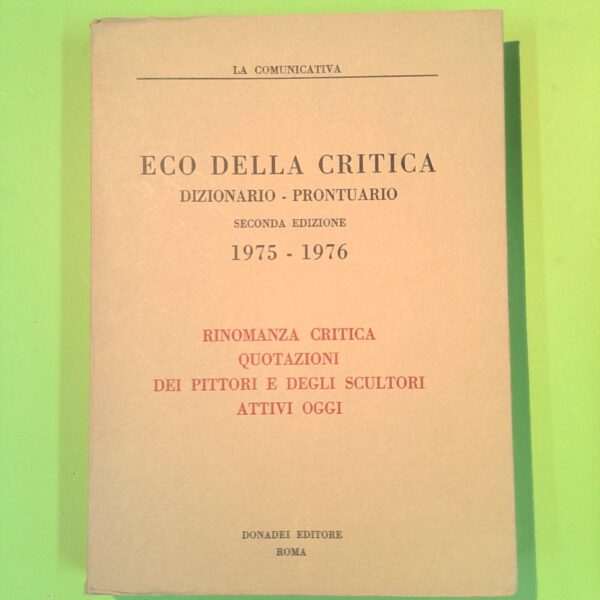 LA COMUNICATIVA
ECO DELLA CRITICA
DIZIONARIO - PRONTUARIO
SECONDA EDIZIONE
1975 - 1976
RINOMANZA CRITICA
QUOTAZIONI
DEI PITTORI E DEGLI SCULTORI
ATTIVI OGGI
DONADEI EDITORE
ROMA